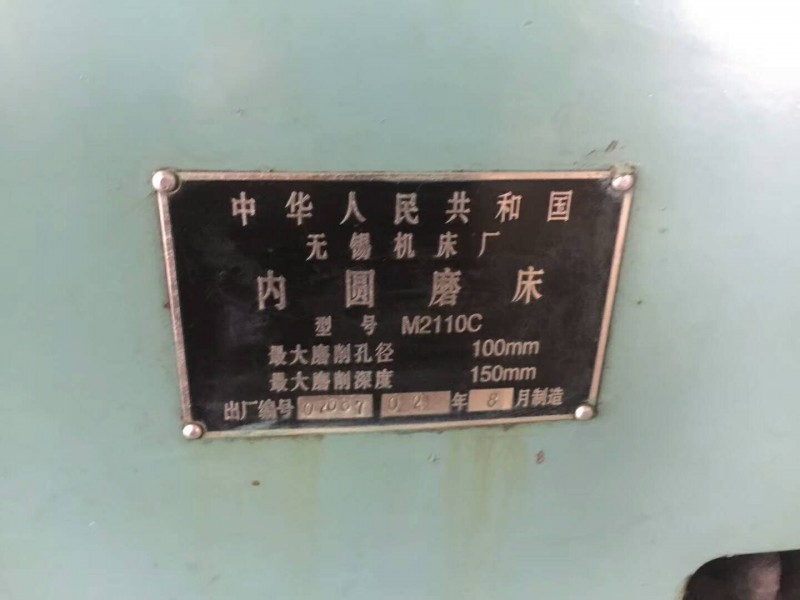 中华人民共和国
无锡机床厂
内圆磨床
型号 M2110C
最大磨削孔径 100mm
最大磨削深度 150mm
出厂编号 年 8 月制造